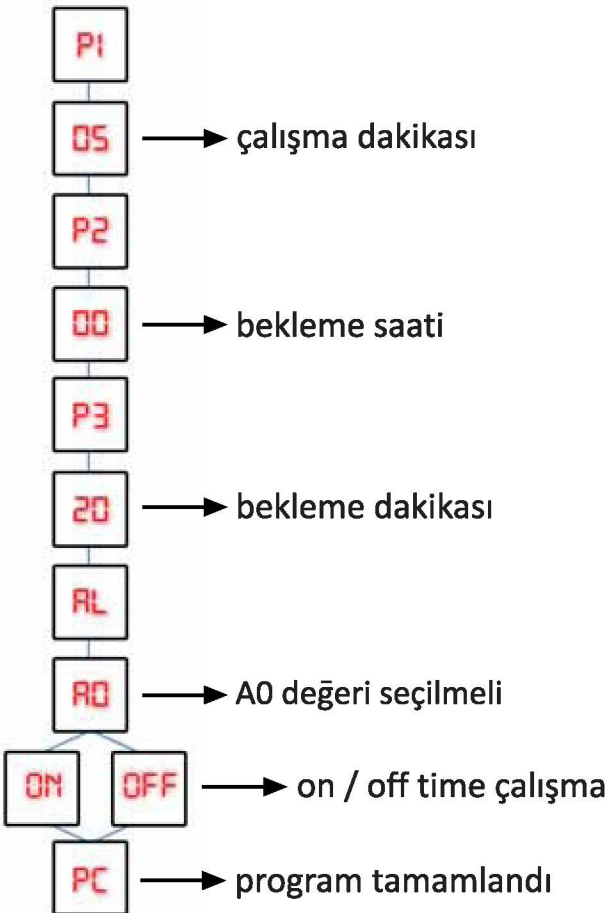 P1
05 çalışma dakikası
P2
00 bekleme saati
P3
20 bekleme dakikası
AL
A0 A0 değeri seçilmeli
ON OFF on / off time çalışma
PC program tamamlandı